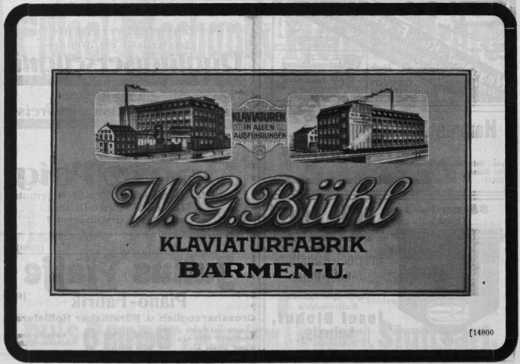 KLAVIATUREN
IN ALLEN
AUSFÜHRUNGEN
W.G. Bühl
KLAVIATURFABRIK
BARMEN-U.
[14800